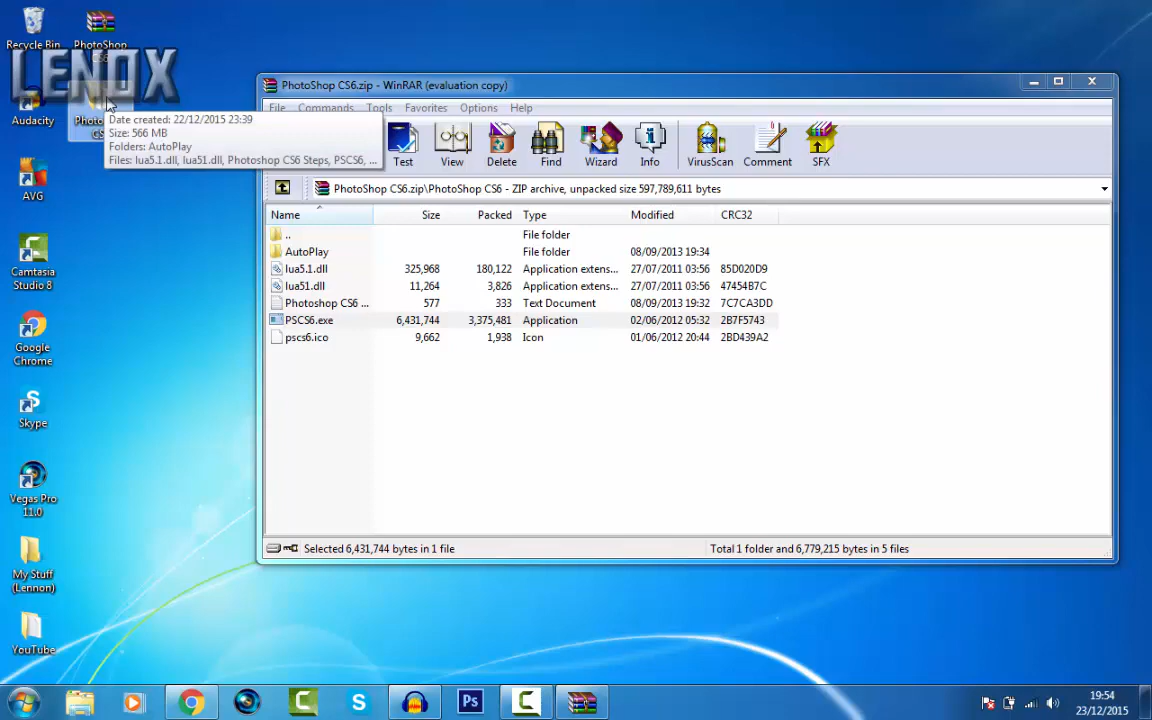 Recycle Bin
PhotoShop
LENOX
Audacity
AVG
Camtasia
Studio 8
Google
Chrome
Skype
Vegas Pro
11.0
My Stuff
(Lennon)
YouTube
Date created: 22/12/2015 23:39
Size: 566 MB
Folders: AutoPlay
Files: lua5.1.dll, lua51.dll, Photoshop CS6 Steps, PSCS6, ...
PhotoShop CS6.zip - WinRAR (evaluation copy)
File Commands Tools Favorites Options Help
Test View Delete Find Wizard Info VirusScan Comment SFX
PhotoShop CS6.zip\PhotoShop CS6 - ZIP archive, unpacked size 597,789,611 bytes
Name Size Packed Type Modified CRC32
.. File folder
AutoPlay File folder 08/09/2013 19:34
lua5.1.dll 325,968 180,122 Application extens... 27/07/2011 03:56 85D020D9
lua51.dll 11,264 3,826 Application extens... 27/07/2011 03:56 47454B7C
Photoshop CS6 ... 577 333 Text Document 08/09/2013 19:32 7C7CA3DD
PSCS6.exe 6,431,744 3,375,481 Application 02/06/2012 05:32 2B7F5743
pscs6.ico 9,662 1,938 Icon 01/06/2012 20:44 2BD439A2
Selected 6,431,744 bytes in 1 file
Total 1 folder and 6,779,215 bytes in 5 files
Ps
19:54
23/12/2015